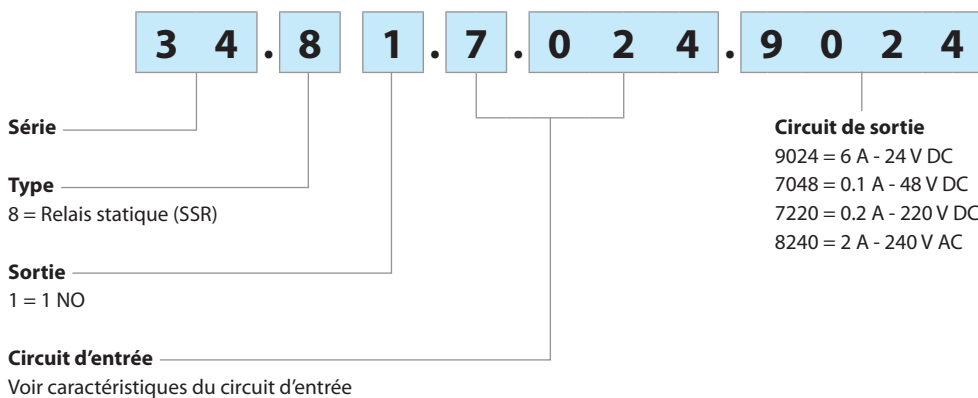 3 4 . 8 1 . 7 . 0 2 4 . 9 0 2 4
Série
Type
8 = Relais statique (SSR)
Sortie
1 = 1 NO
Circuit d'entrée
Voir caractéristiques du circuit d'entrée
Circuit de sortie
9024 = 6 A - 24 V DC
7048 = 0.1 A - 48 V DC
7220 = 0.2 A - 220 V DC
8240 = 2 A - 240 V AC